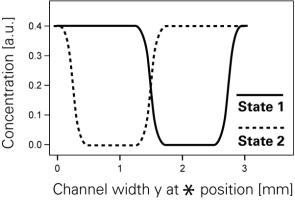 Concentration [a.u.]
0.4
0.3
0.2
0.1
0.0
State 1
State 2
0 1 2 3
Channel width y at * position [mm]